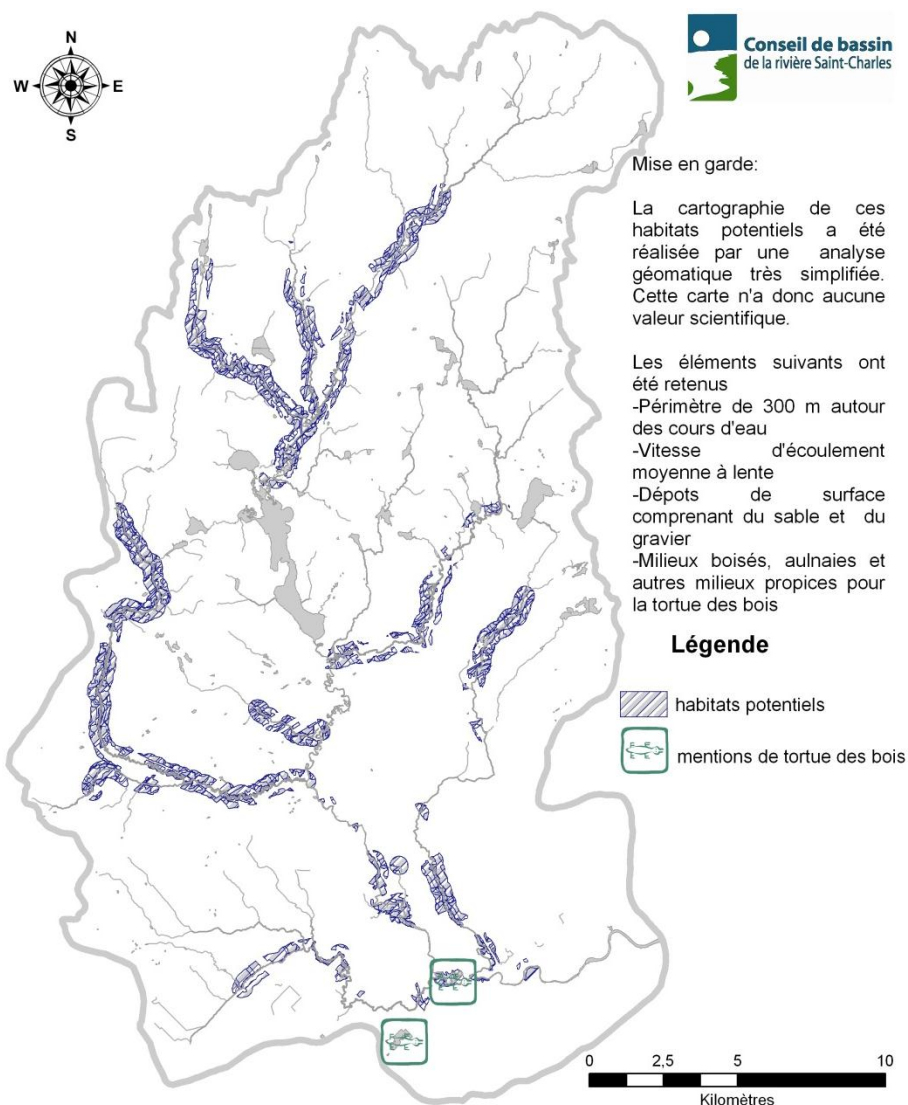 N
W
E
S
Conseil de bassin
de la rivière Saint-Charles
Mise en garde:
La cartographie de ces
habitats potentiels a été
réalisée par une analyse
géomatique très simplifiée.
Cette carte n'a donc aucune
valeur scientifique.
Les éléments suivants ont
été retenus
-Périmètre de 300 m autour
des cours d'eau
-Vitesse d'écoulement
moyenne à lente
-Dépots de surface
comprenant du sable et du
gravier
-Milieux boisés, aulnaies et
autres milieux propices pour
la tortue des bois
Légende
habitats potentiels
mentions de tortue des bois
0 2,5 5 10
Kilomètres